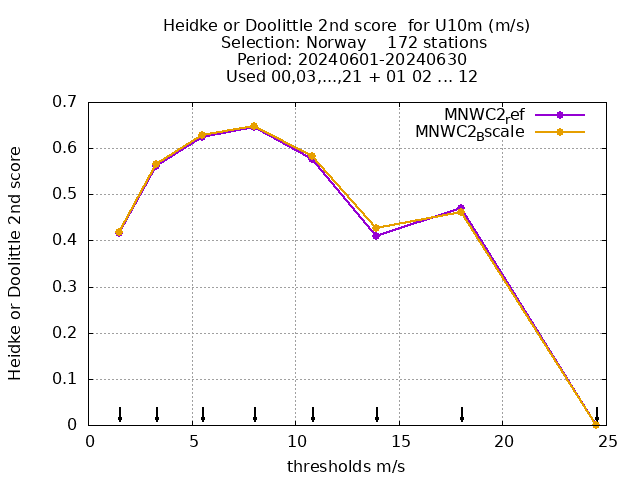 Heidke or Doolittle 2nd score  for U10m (m/s)
Selection: Norway    172 stations
Period: 20240601-20240630
Used 00,03,...,21 + 01 02 ... 12
MNWC2ref
MNWC2Bscale
Heidke or Doolittle 2nd score
0.7
0.6
0.5
0.4
0.3
0.2
0.1
0
0 5 10 15 20 25
thresholds m/s